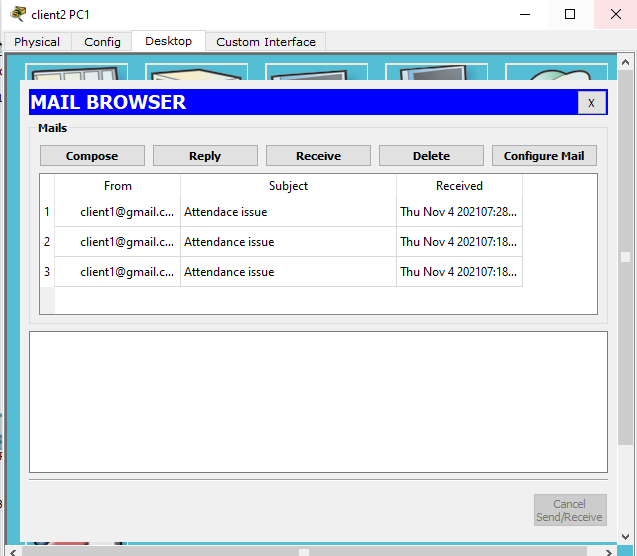 client2 PC1
Physical Config Desktop Custom Interface
MAIL BROWSER
X
Mails
Compose Reply Receive Delete Configure Mail
From Subject Received
1 client1@gmail.c... Attendace issue Thu Nov 4 202107:28...
2 client1@gmail.c... Attendance issue Thu Nov 4 202107:18...
3 client1@gmail.c... Attendance issue Thu Nov 4 202107:18...
Cancel
Send/Receive